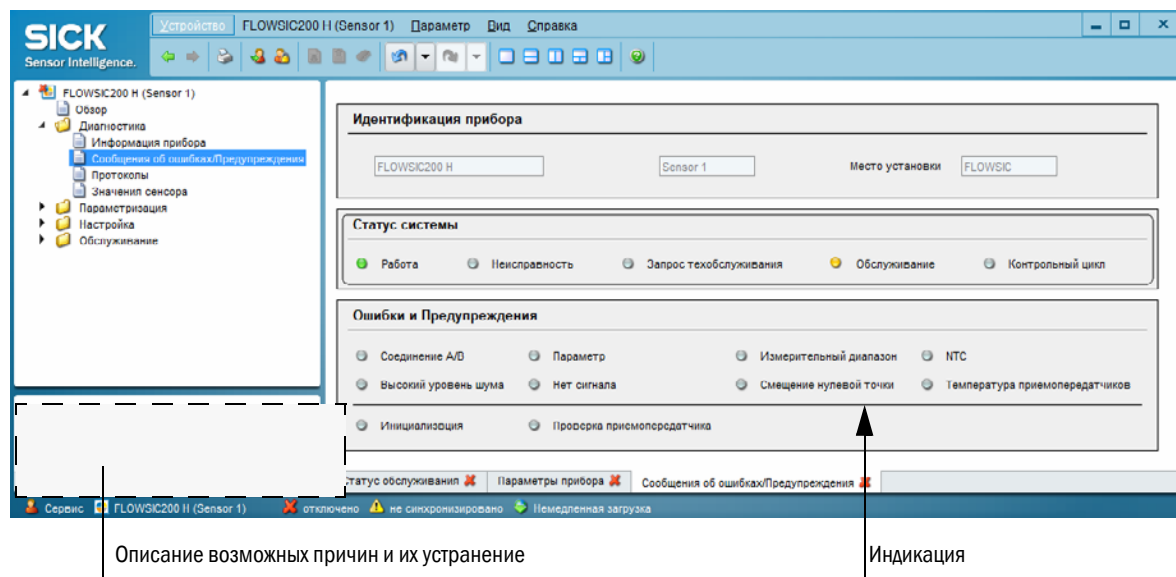 SICK
Sensor Intelligence.
Устройство FLOWSIC200 H (Sensor 1) Параметр Вид Справка
FLOWSIC200 H (Sensor 1)
Обзор
Диагностика
Информация прибора
Сообщения об ошибках/Предупреждения
Протоколы
Значения сенсора
Параметризация
Настройка
Обслуживание
Идентификация прибора
FLOWSIC200 H Sensor 1 Место установки FLOWSIC
Статус системы
Работа Неисправность Запрос техобслуживания Обслуживание Контрольный цикл
Ошибки и Предупреждения
Соединение A/B Параметр Измерительный диапазон NTC
Высокий уровень шума Нет сигнала Смещение нулевой точки Температура приемопередатчиков
Инициализация Проверка приемопередатчика
Статус обслуживания Параметры прибора Сообщения об ошибках/Предупреждения
Сервис FLOWSIC200 H (Sensor 1) отключено не синхронизировано Немедленная загрузка
Описание возможных причин и их устранение
Индикация